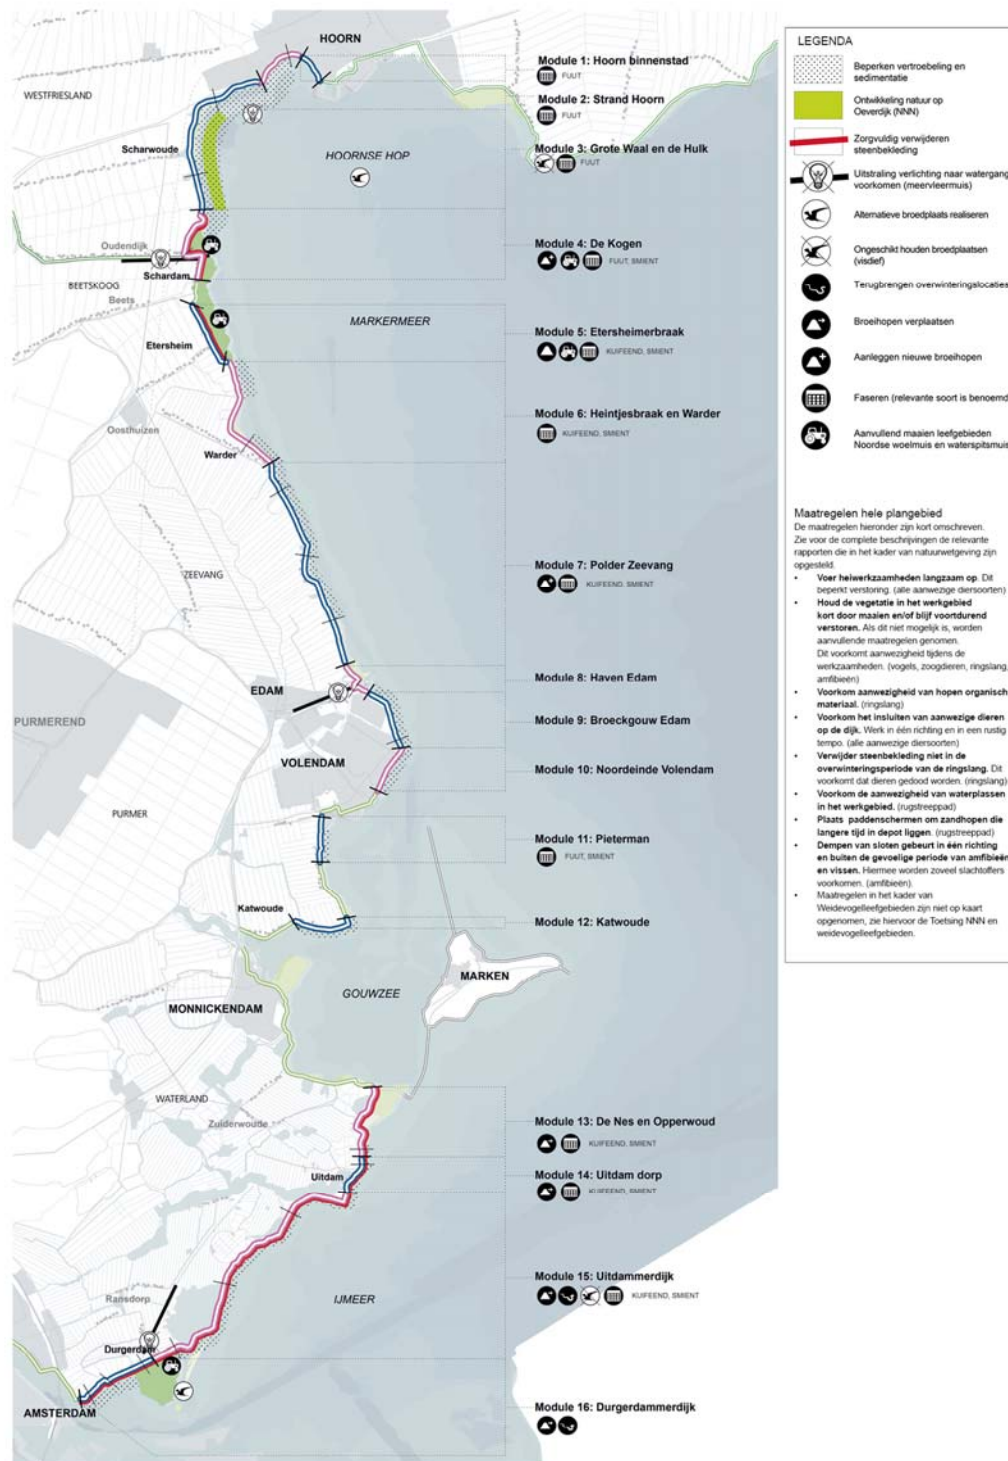 HOORN
WESTFRIESLAND
Scharwoude
HOORNSE HOP
Oudendijk
Schardam
BEETSKOOG
Beets
MARKERMEER
Etersheim
Oosthuizen
Warder
ZEEVANG
EDAM
PURMEREND
VOLENDAM
PURMER
Katwoude
MARKEN
GOUWZEE
MONNICKENDAM
WATERLAND
Zuiderwoude
Uitdam
Ransdorp
IJMEER
Durgerdam
AMSTERDAM
Module 1: Hoorn binnenstad
FUUT
Module 2: Strand Hoorn
FUUT
Module 3: Grote Waal en de Hulk
FUUT
Module 4: De Kogen
FUUT, SMIENT
Module 5: Etersheimerbraak
KUIFEEND, SMIENT
Module 6: Heintjesbraak en Warder
KUIFEEND, SMIENT
Module 7: Polder Zeevang
KUIFEEND, SMIENT
Module 8: Haven Edam
Module 9: Broeckgouw Edam
Module 10: Noordeinde Volendam
Module 11: Pieterman
FUUT, SMIENT
Module 12: Katwoude
Module 13: De Nes en Opperwoud
KUIFEEND, SMIENT
Module 14: Uitdam dorp
KUIFEEND, SMIENT
Module 15: Uitdammerdijk
KUIFEEND, SMIENT
Module 16: Durgerdammerdijk
LEGENDA
Beperken vertroebeling en
sedimentatie
Ontwikkeling natuur op
Oeverdijk (NNN)
Zorgvuldig verwijderen
steenbekleding
Uitstraling verlichting naar watergang
voorkomen (meervleermuis)
Alternatieve broedplaats realiseren
Ongeschikt houden broedplaatsen
(visdief)
Terugbrengen overwinteringslocaties
Broeihopen verplaatsen
Aanleggen nieuwe broeihopen
Faseren (relevante soort is benoemd
Aanvullend maaien leefgebieden
Noordse woelmuis en waterspitsmuis
Maatregelen hele plangebied
De maatregelen hieronder zijn kort omschreven.
Zie voor de complete beschrijvingen de relevante
rapporten die in het kader van natuurwetgeving zijn
opgesteld.
• Voer heiwerkzaamheden langzaam op. Dit
beperkt verstoring. (alle aanwezige diersoorten)
• Houd de vegetatie in het werkgebied
kort door maaien en/of blijf voortdurend
verstoren. Als dit niet mogelijk is, worden
aanvullende maatregelen genomen.
Dit voorkomt aanwezigheid tijdens de
werkzaamheden. (vogels, zoogdieren, ringslang,
amfibieën)
• Voorkom aanwezigheid van hopen organisch
materiaal. (ringslang)
• Voorkom het insluiten van aanwezige dieren
op de dijk. Werk in één richting en in een rustig
tempo. (alle aanwezige diersoorten)
• Verwijder steenbekleding niet in de
overwinteringsperiode van de ringslang. Dit
voorkomt dat dieren gedood worden. (ringslang)
• Voorkom de aanwezigheid van waterplassen
in het werkgebied. (rugstreeppad)
• Plaats paddenschermen om zandhopen die
langere tijd in depot liggen. (rugstreeppad)
• Dempen van sloten gebeurt in één richting
en buiten de gevoelige periode van amfibieën
en vissen. Hiermee worden zoveel slachtoffers
voorkomen. (amfibieën).
• Maatregelen in het kader van
Weidevogelleefgebieden zijn niet op kaart
opgenomen, zie hiervoor de Toetsing NNN en
weidevogelleefgebieden.